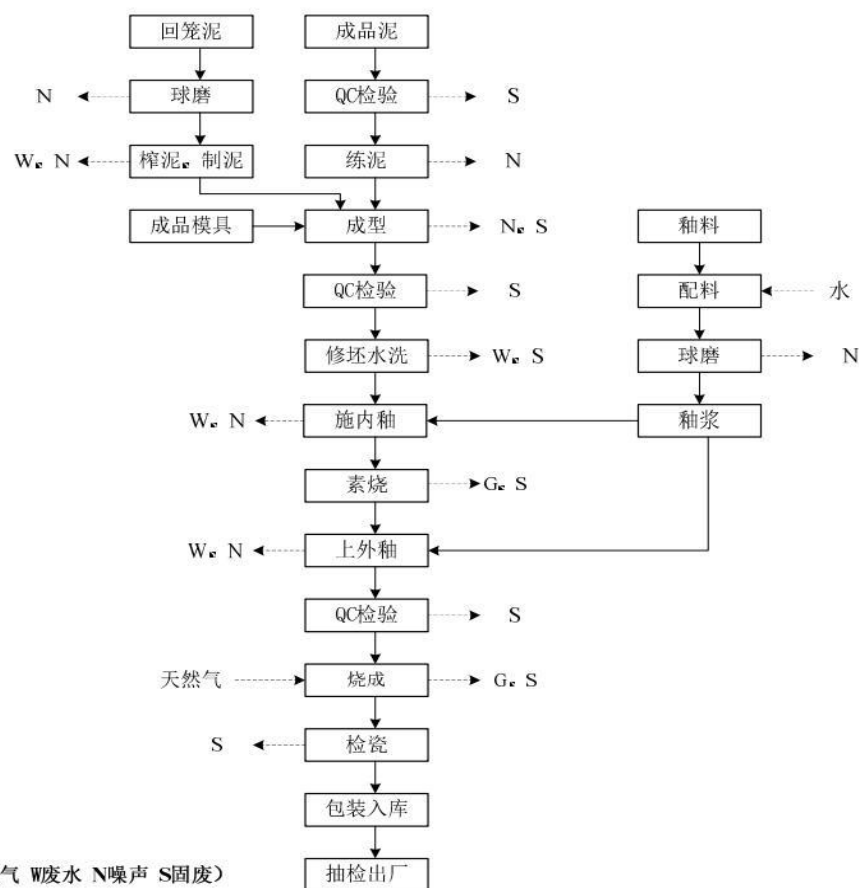 回笼泥 成品泥
N 球磨 QC检验 S
W、N 榨泥、制泥 练泥 N
成品模具 成型 N、S 釉料
QC检验 S 配料 水
修坯水洗 W、S 球磨 N
W、N 施内釉 釉浆
素烧 G、S
W、N 上外釉
QC检验 S
天然气 烧成 G、S
S 检瓷
包装入库
气 W废水 N噪声 S固废）
抽检出厂